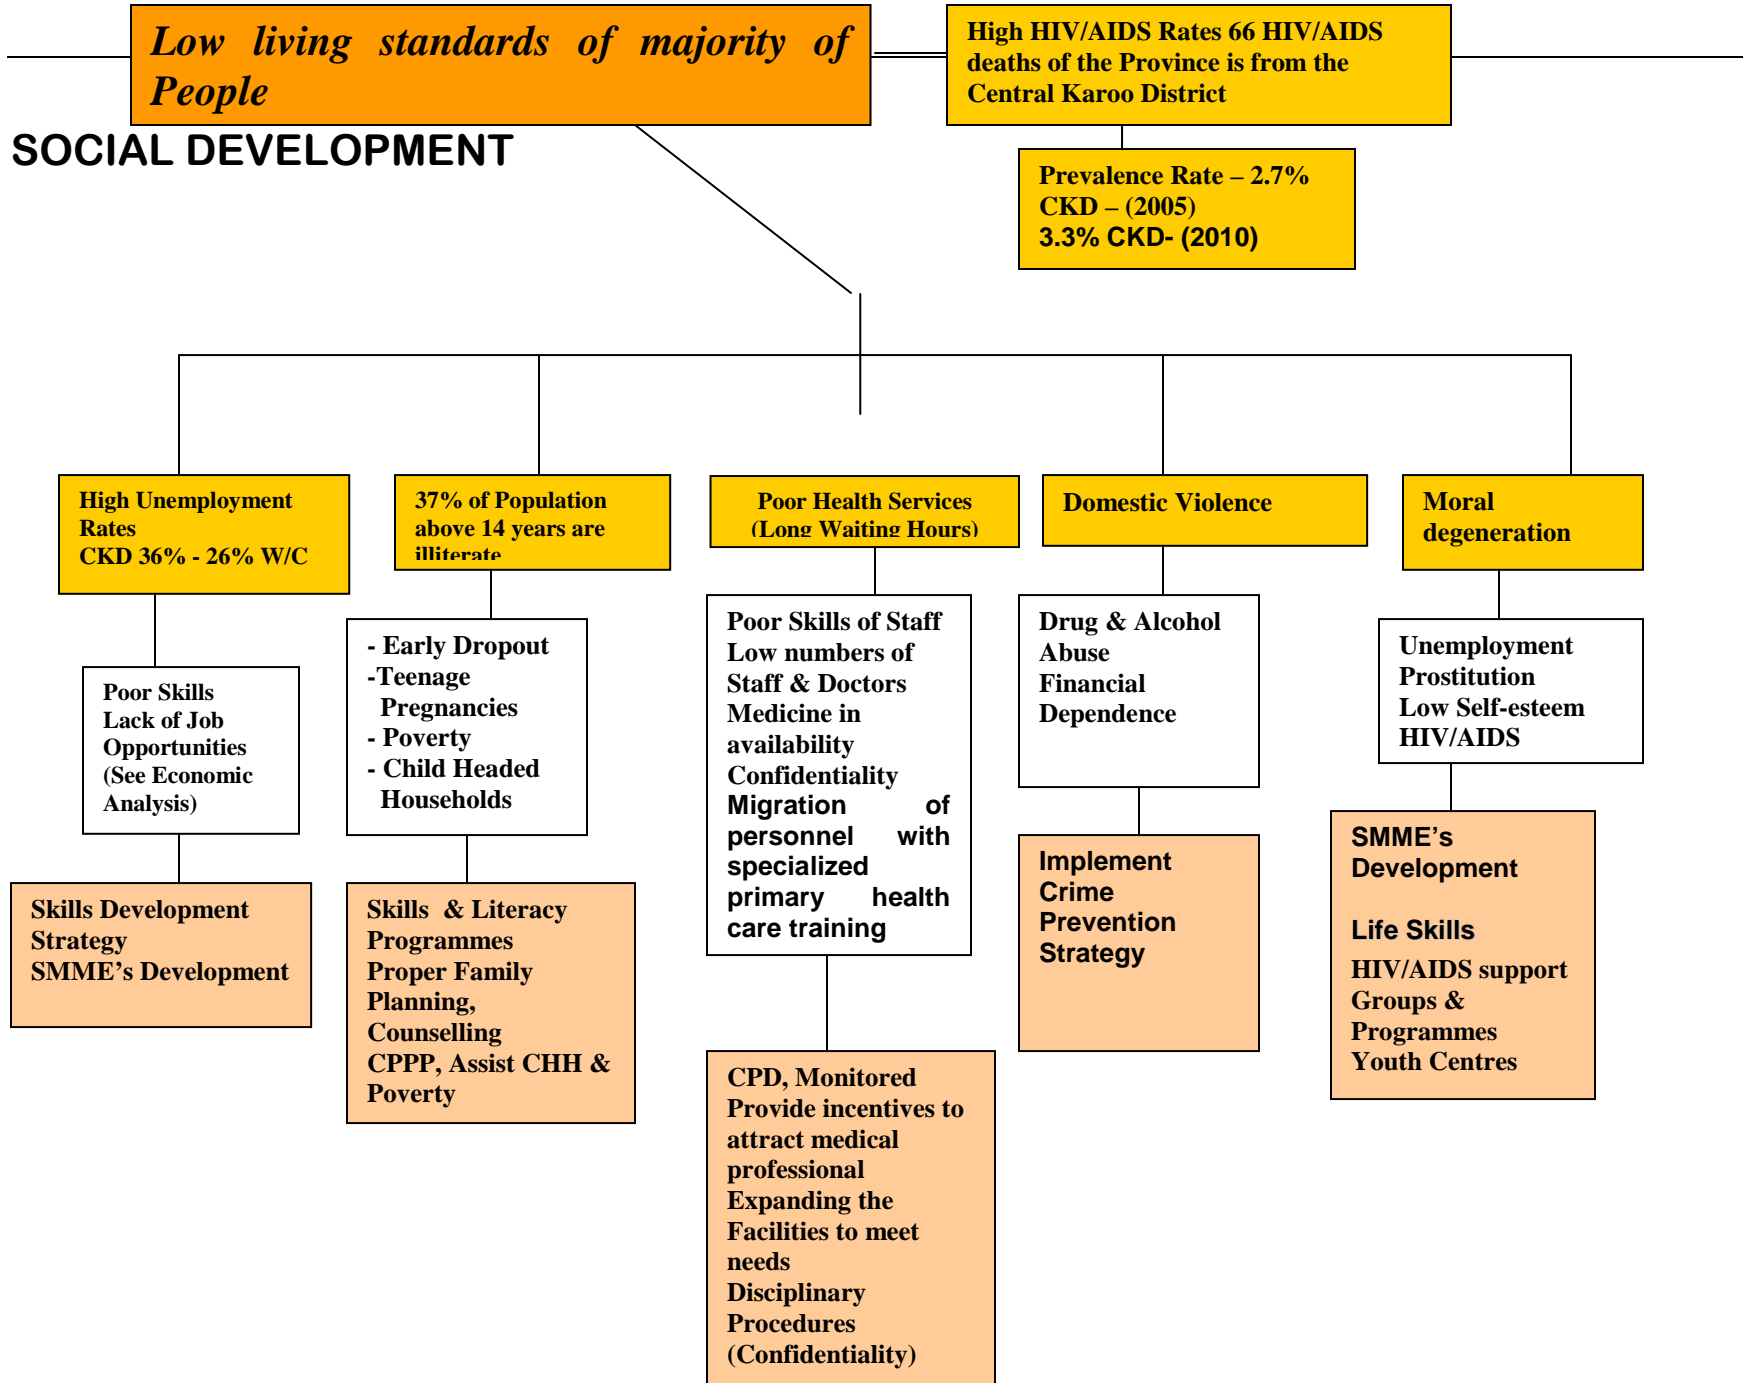 Low living standards of majority of
People
High HIV/AIDS Rates 66 HIV/AIDS
deaths of the Province is from the
Central Karoo District
SOCIAL DEVELOPMENT
Prevalence Rate – 2.7%
CKD – (2005)
3.3% CKD- (2010)
High Unemployment
Rates
CKD 36% - 26% W/C
37% of Population
above 14 years are
illiterate
Poor Health Services
(Long Waiting Hours)
Domestic Violence
Moral
degeneration
Poor Skills
Lack of Job
Opportunities
(See Economic
Analysis)
- Early Dropout
-Teenage
Pregnancies
- Poverty
- Child Headed
Households
Poor Skills of Staff
Low numbers of
Staff & Doctors
Medicine in
availability
Confidentiality
Migration of
personnel with
specialized
primary health
care training
Drug & Alcohol
Abuse
Financial
Dependence
Unemployment
Prostitution
Low Self-esteem
HIV/AIDS
Skills Development
Strategy
SMME's Development
Skills & Literacy
Programmes
Proper Family
Planning,
Counselling
CPPP, Assist CHH &
Poverty
CPD, Monitored
Provide incentives to
attract medical
professional
Expanding the
Facilities to meet
needs
Disciplinary
Procedures
(Confidentiality)
Implement
Crime
Prevention
Strategy
SMME's
Development
Life Skills
HIV/AIDS support
Groups &
Programmes
Youth Centres